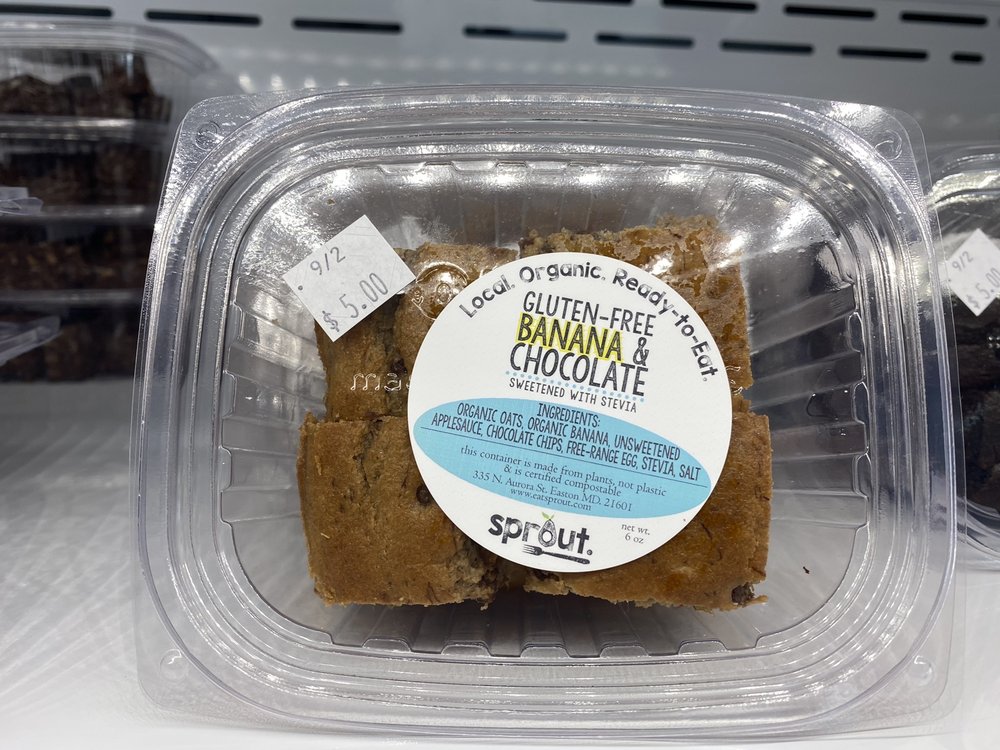 9/2
$ 5.00
Local. Organic. Ready-to-Eat.
GLUTEN-FREE
BANANA &
CHOCOLATE
SWEETENED WITH STEVIA
INGREDIENTS:
ORGANIC OATS, ORGANIC BANANA, UNSWEETENED
APPLESAUCE, CHOCOLATE CHIPS, FREE-RANGE EGG, STEVIA, SALT
this container is made from plants, not plastic
& is certified compostable
335 N. Aurora St. Easton MD. 21601
www.eatsprout.com
sprout.
net wt.
6 oz
9/2
$ 5.00